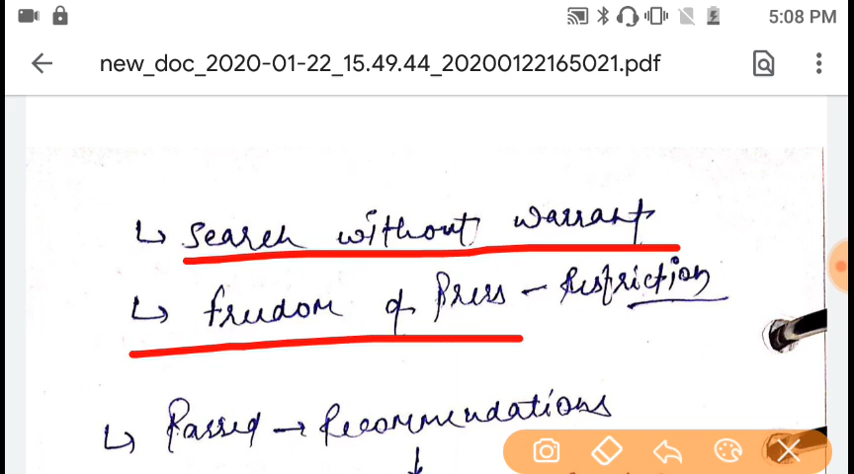 5:08 PM
new_doc_2020-01-22_15.49.44_20200122165021.pdf
↳ Search without warrant
↳ freedom of Press - Restriction
↳ Passed → Recommendations
↓